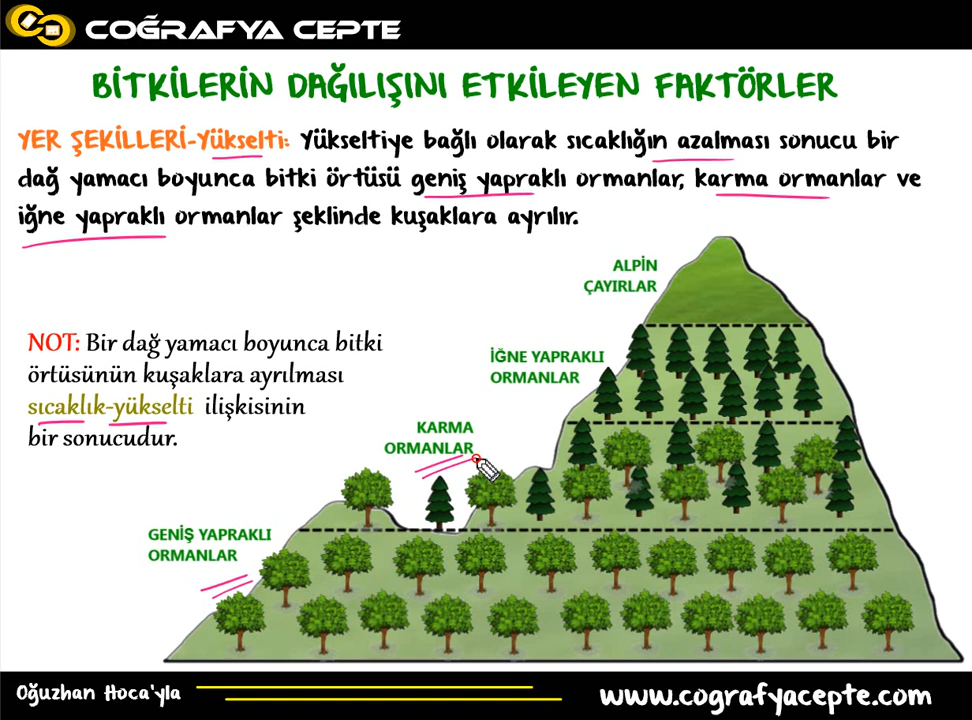 COĞRAFYA CEPTE
BİTKİLERİN DAĞILIŞINI ETKİLEYEN FAKTÖRLER
YER ŞEKİLLERİ-Yükselti: Yükseltiye bağlı olarak sıcaklığın azalması sonucu bir
dağ yamacı boyunca bitki örtüsü geniş yapraklı ormanlar, karma ormanlar ve
iğne yapraklı ormanlar şeklinde kuşaklara ayrılır.
ALPİN
ÇAYIRLAR
NOT: Bir dağ yamacı boyunca bitki
örtüsünün kuşaklara ayrılması
sıcaklık-yükselti ilişkisinin
bir sonucudur.
İĞNE YAPRAKLI
ORMANLAR
KARMA
ORMANLAR
GENİŞ YAPRAKLI
ORMANLAR
Oğuzhan Hoca'yla
www.cografyacepte.com